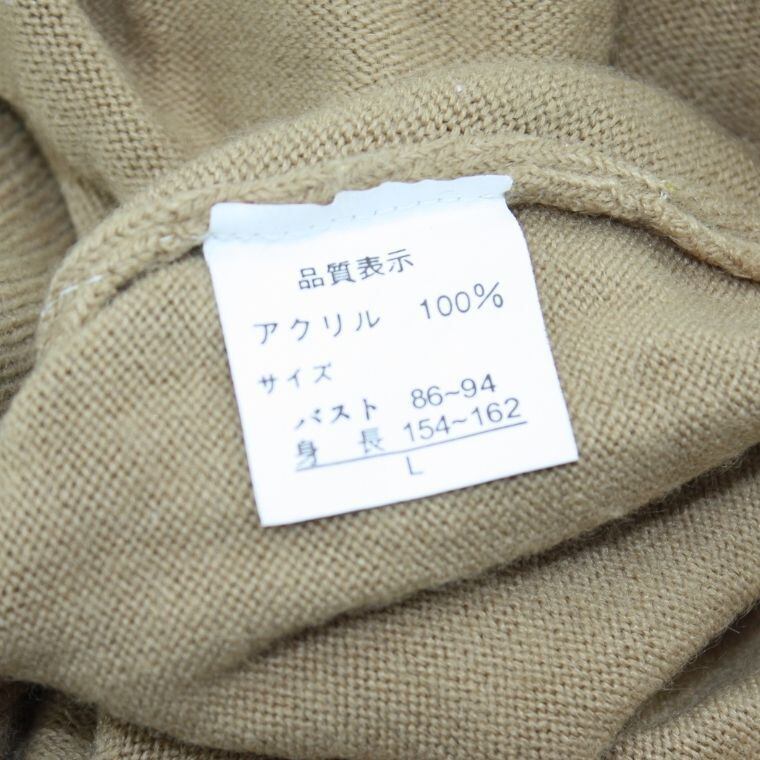 品質表示
アクリル 100%
サイズ
バスト 86~94
身長 154~162
L